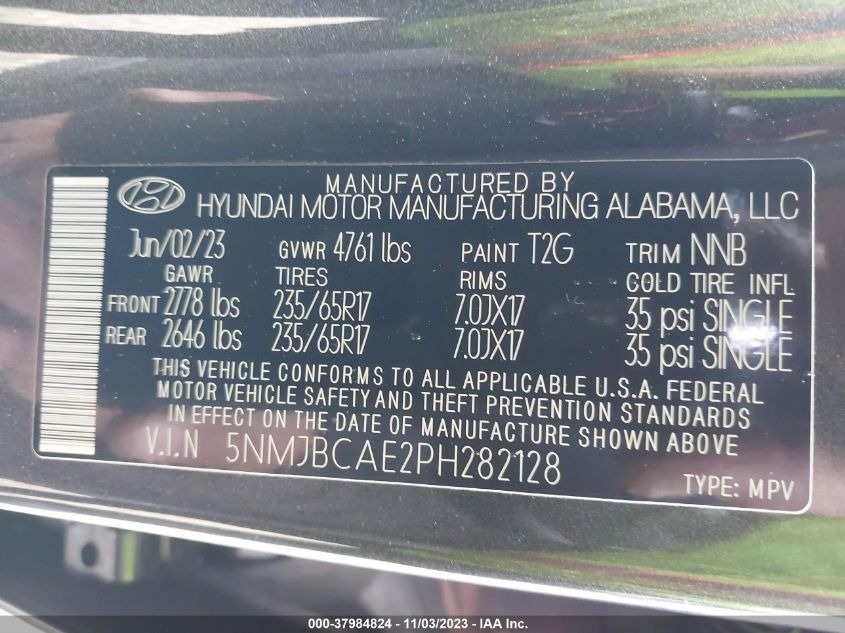 MANUFACTURED BY
HYUNDAI MOTOR MANUFACTURING ALABAMA, LLC
Jun/02/23 GVWR 4761 lbs PAINT T2G TRIM NNB
GAWR TIRES RIMS COLD TIRE INFL
FRONT 2778 lbs 235/65R17 7.0JX17 35 psi SINGLE
REAR 2646 lbs 235/65R17 7.0JX17 35 psi SINGLE
THIS VEHICLE CONFORMS TO ALL APPLICABLE U.S.A. FEDERAL
MOTOR VEHICLE SAFETY AND THEFT PREVENTION STANDARDS
IN EFFECT ON THE DATE OF MANUFACTURE SHOWN ABOVE.
V.I.N 5NMJBCAE2PH282128
TYPE: MPV
000-37984824 - 11/03/2023 - IAA Inc.